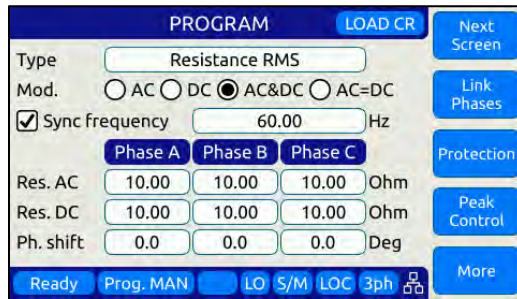 PROGRAM LOAD CR
Next
Screen
Type Resistance RMS
Mod. AC DC AC&DC AC=DC
Link
Phases
Sync frequency 60.00 Hz
Phase A Phase B Phase C
Protection
Res. AC 10.00 10.00 10.00 Ohm
Res. DC 10.00 10.00 10.00 Ohm
Peak
Control
Ph. shift 0.0 0.0 0.0 Deg
Ready Prog. MAN LO S/M LOC 3ph
More